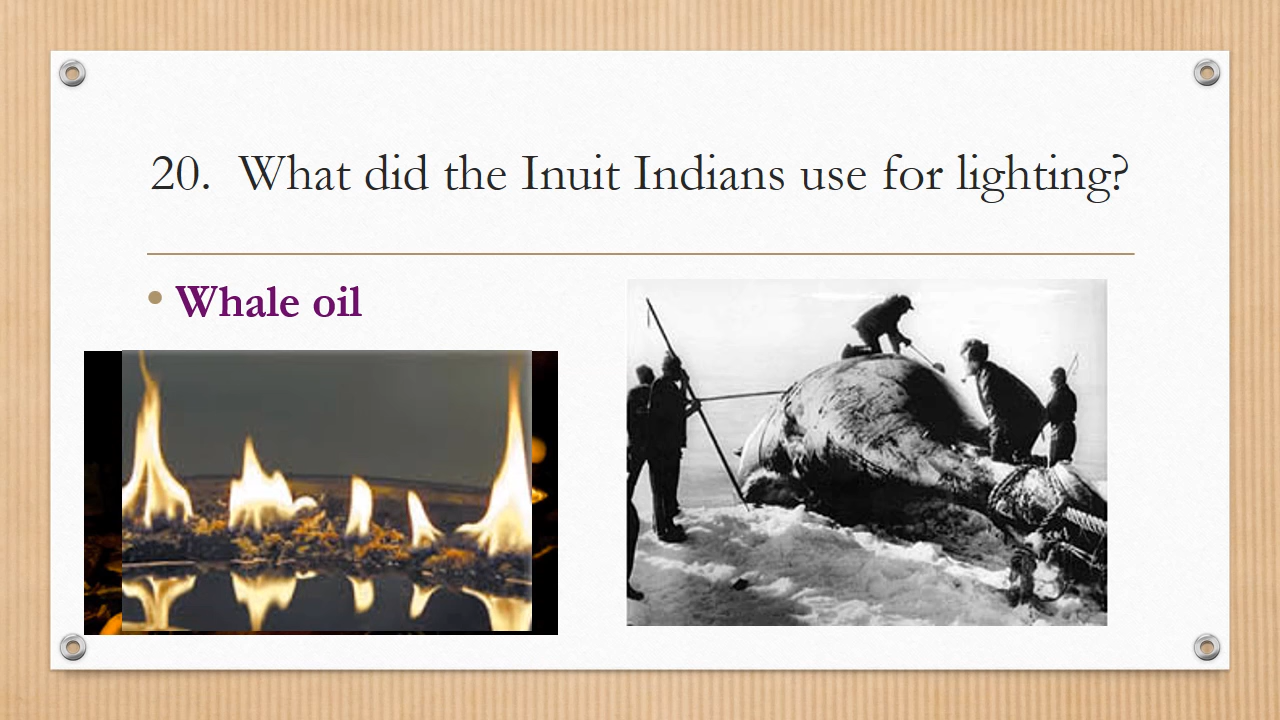 20.  What did the Inuit Indians use for lighting?
• Whale oil